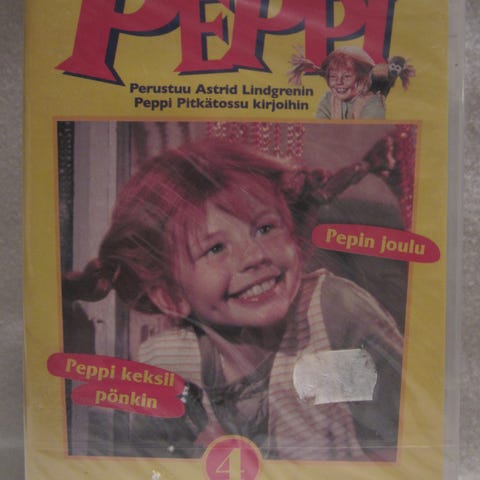 PEPPI
Perustuu Astrid Lindgrenin
Peppi Pitkätossu kirjoihin
Pepin joulu
Peppi keksii
pönkin
4